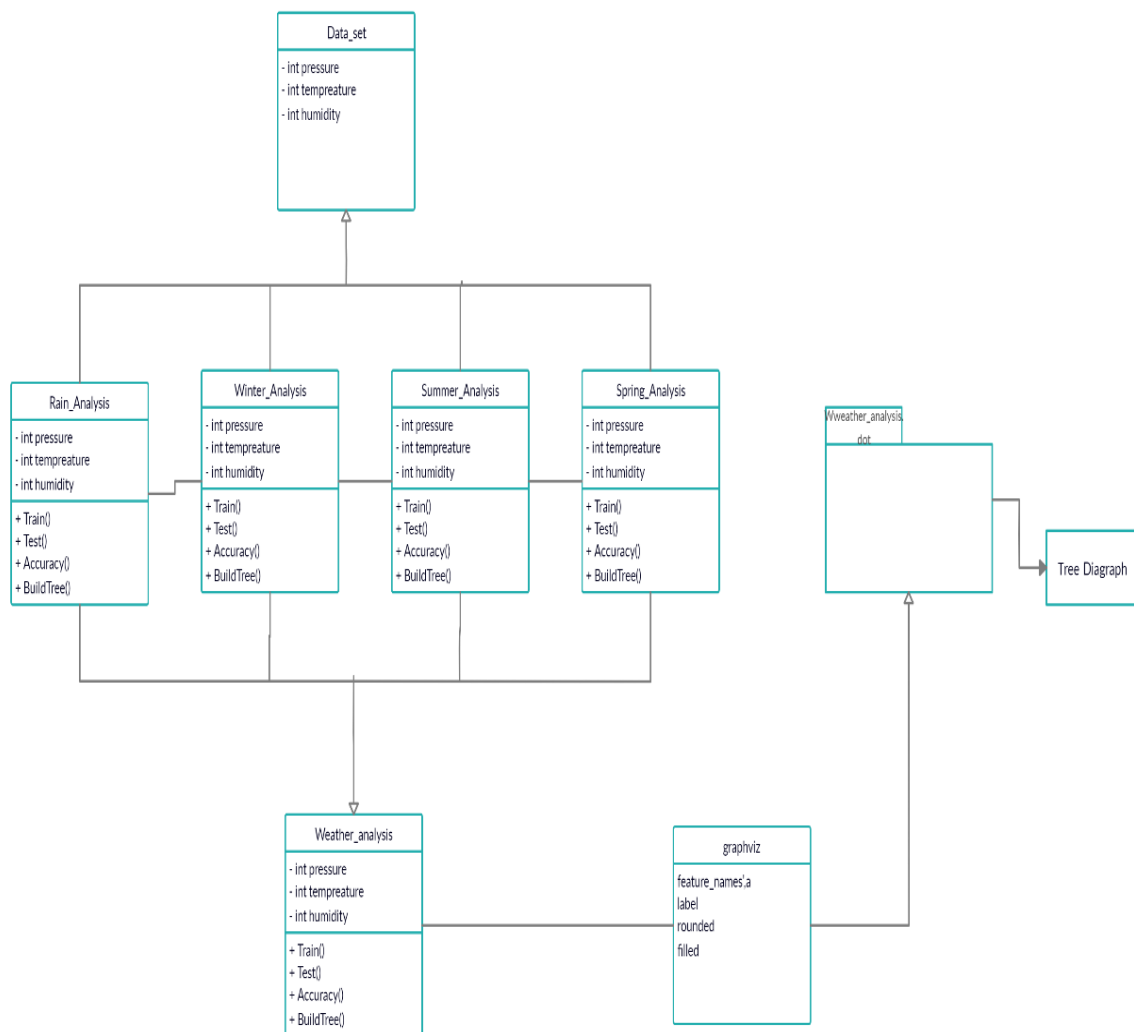 Data_set
- int pressure
- int tempreature
- int humidity
Rain_Analysis
- int pressure
- int tempreature
- int humidity
+ Train()
+ Test()
+ Accuracy()
+ BuildTree()
Winter_Analysis
- int pressure
- int tempreature
- int humidity
+ Train()
+ Test()
+ Accuracy()
+ BuildTree()
Summer_Analysis
- int pressure
- int tempreature
- int humidity
+ Train()
+ Test()
+ Accuracy()
+ BuildTree()
Spring_Analysis
- int pressure
- int tempreature
- int humidity
+ Train()
+ Test()
+ Accuracy()
+ BuildTree()
Wweather_analysis.
dot
Tree Diagraph
Weather_analysis
- int pressure
- int tempreature
- int humidity
+ Train()
+ Test()
+ Accuracy()
+ BuildTree()
graphviz
feature_names',a
label
rounded
filled